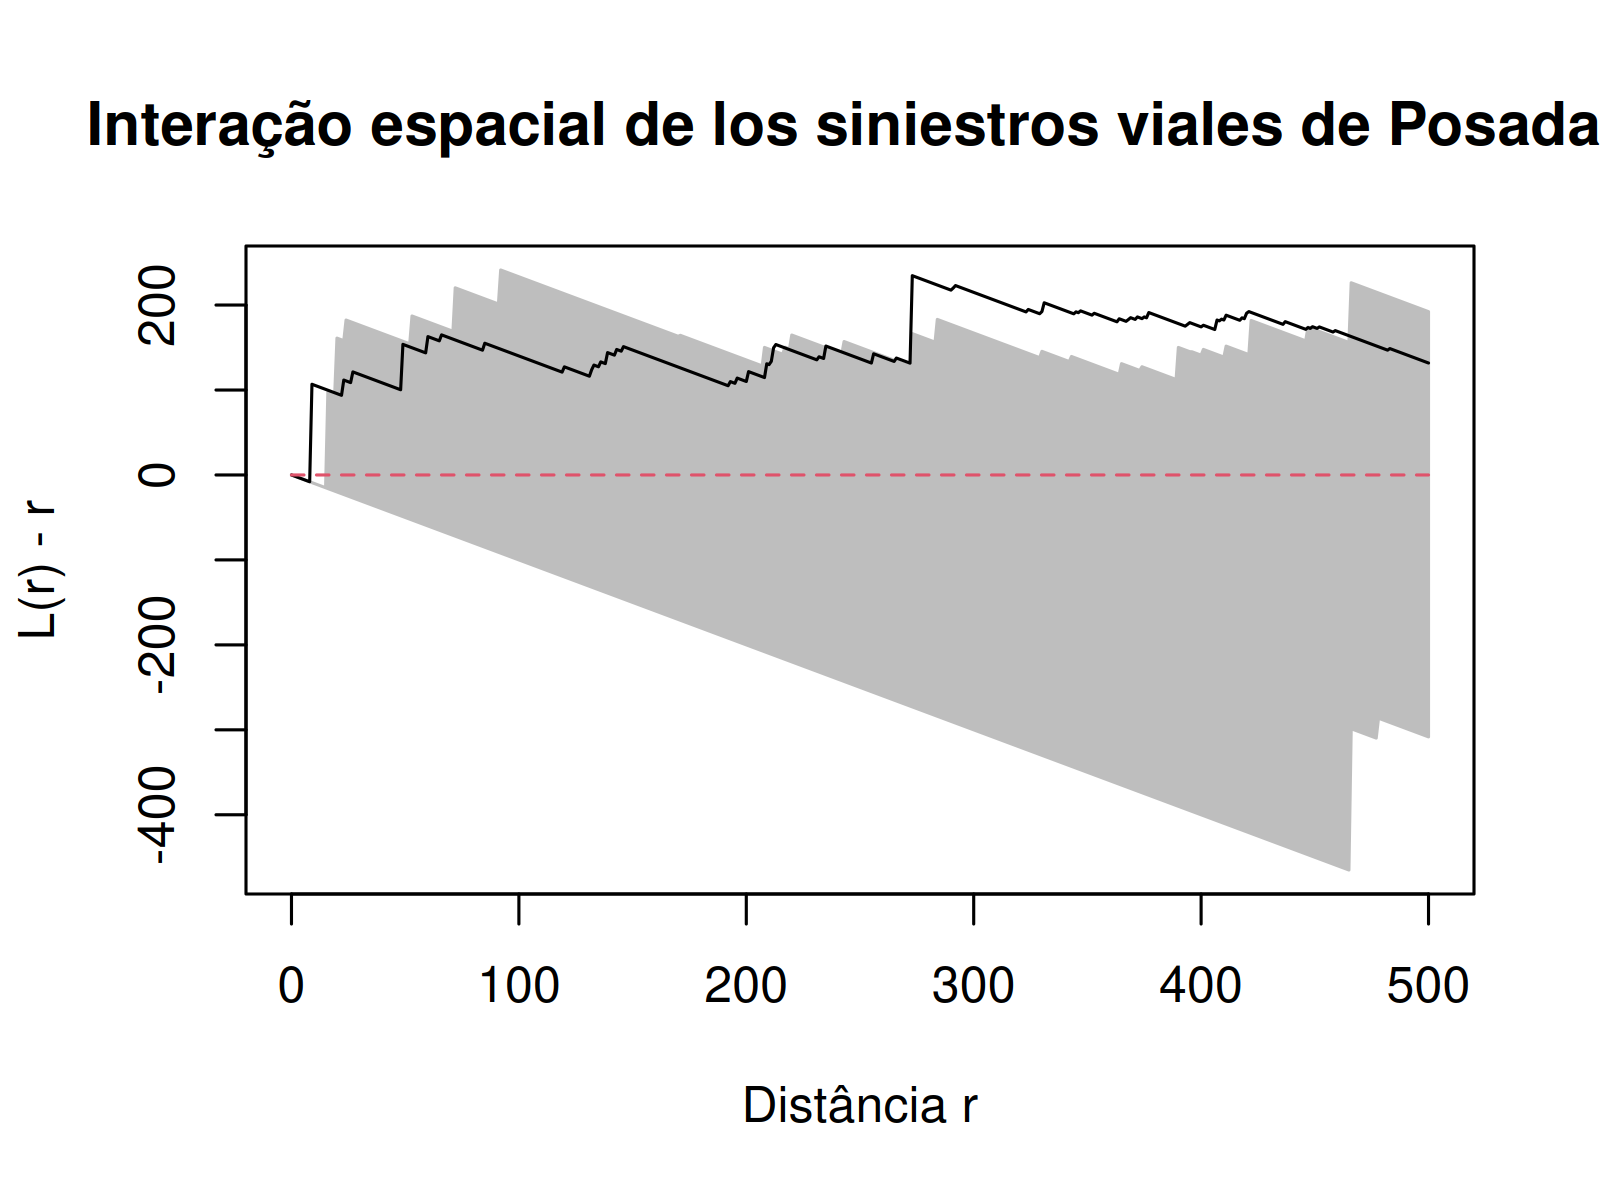 Interação espacial de los siniestros viales de Posada
L(r) - r
200
0
-200
-400
0 100 200 300 400 500
Distância r